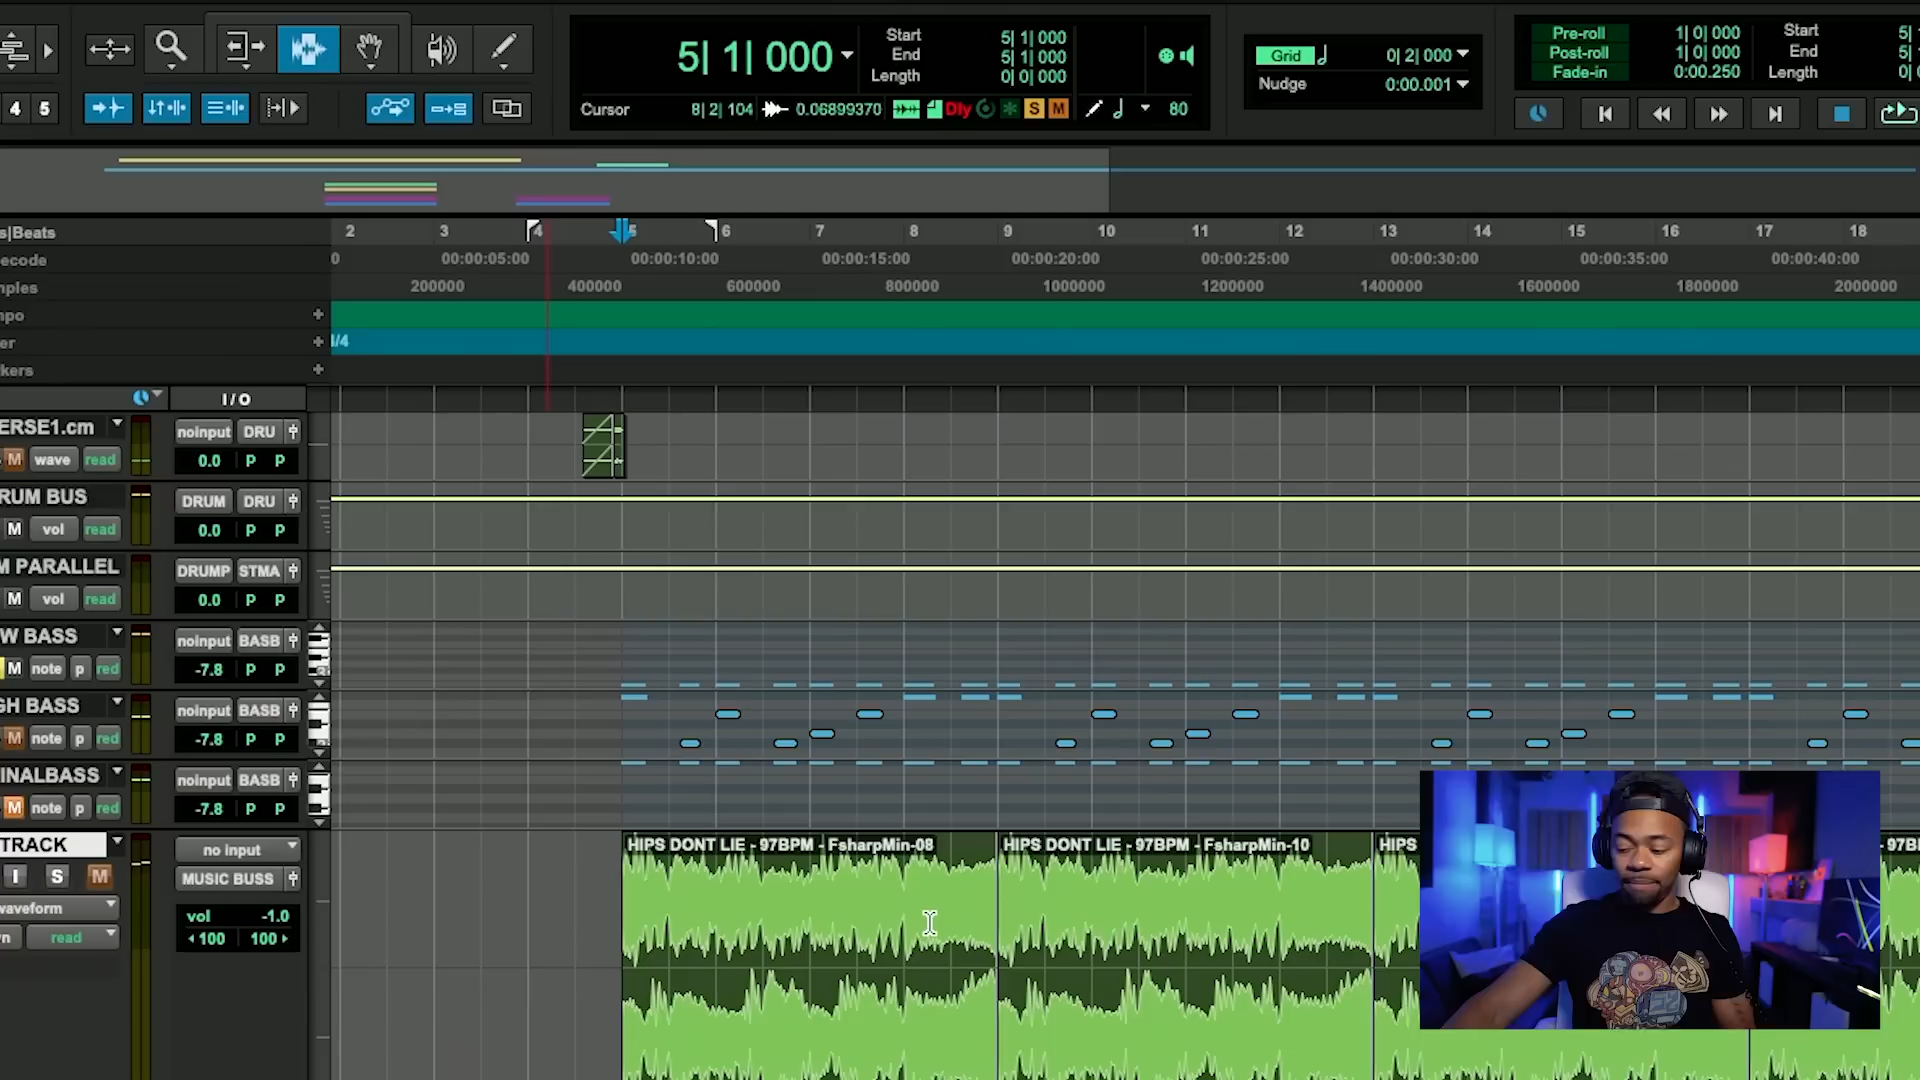 5| 1| 000
Start 5| 1| 000
End 5| 1| 000
Length 0| 0| 000
Cursor 8| 2| 104 0.06899370 Dly S M 80
Grid 0| 2| 000
Nudge 0:00.001
Pre-roll 1| 0| 000
Post-roll 1| 0| 000
Fade-in 0:00.250
Start 5|
End 5|
Length 0|
4 5
s|Beats 2 3 4 5 6 7 8 9 10 11 12 13 14 15 16 17 18
ecode 0 00:00:05:00 00:00:10:00 00:00:15:00 00:00:20:00 00:00:25:00 00:00:30:00 00:00:35:00 00:00:40:00
nples 200000 400000 600000 800000 1000000 1200000 1400000 1600000 1800000 2000000
npo +
er + 4/4
kers +
I/O
ERSE1.cm noinput DRU
M wave read 0.0 P P
RUM BUS DRUM DRU
M vol read 0.0 P P
M PARALLEL DRUMP STMA
M vol read 0.0 P P
W BASS noinput BASB
M note p red -7.8 P P
GH BASS noinput BASB
M note p red -7.8 P P
INALBASS noinput BASB
M note p red -7.8 P P
TRACK no input
I S M MUSIC BUSS
waveform vol -1.0
n read 100 100
HIPS DONT LIE - 97BPM - FsharpMin-08
HIPS DONT LIE - 97BPM - FsharpMin-10
HIPS
- 97B